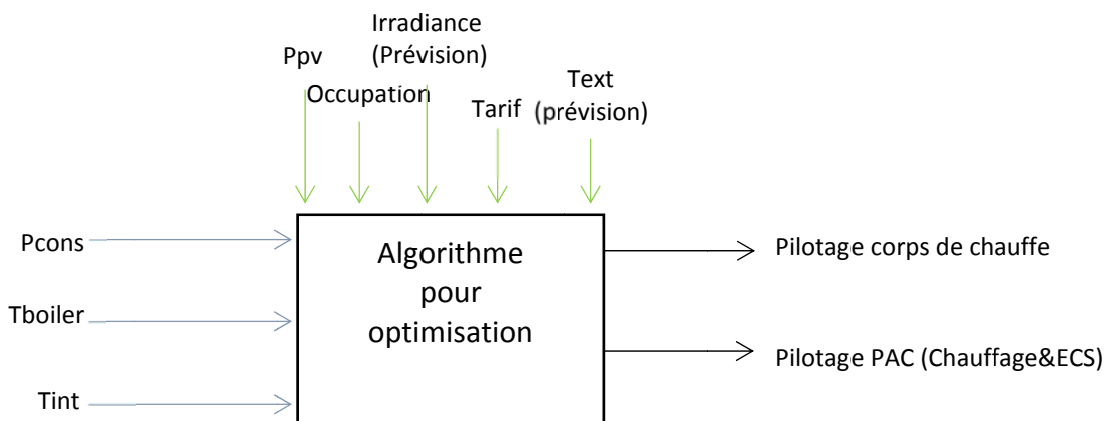 Irradiance
(Prévision)
Ppv
Occupation
Tarif
Text
(prévision)
Pcons
Tboiler
Tint
Algorithme
pour
optimisation
Pilotage corps de chauffe
Pilotage PAC (Chauffage&ECS)